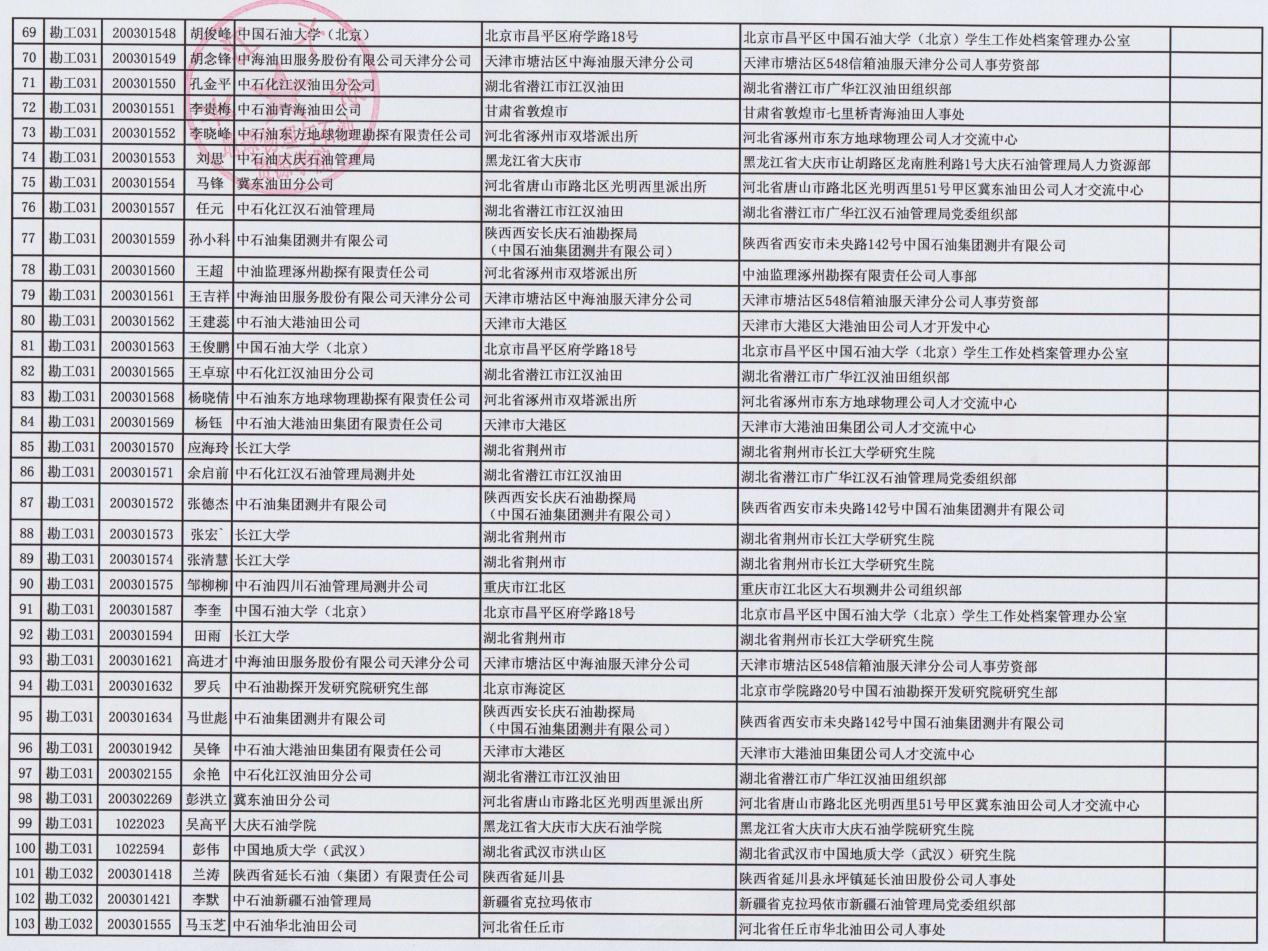 69 勘工031 200301548 胡俊峰 中国石油大学（北京） 北京市昌平区府学路18号 北京市昌平区中国石油大学（北京）学生工作处档案管理办公室
70 勘工031 200301549 胡念锋 中海油田服务股份有限公司天津分公司 天津市塘沽区中海油服天津分公司 天津市塘沽区548信箱油服天津分公司人事劳资部
71 勘工031 200301550 孔金平 中石化江汉油田分公司 湖北省潜江市江汉油田 湖北省潜江市广华江汉油田组织部
72 勘工031 200301551 李贵梅 中石油青海油田公司 甘肃省敦煌市 甘肃省敦煌市七里桥青海油田人事处
73 勘工031 200301552 李晓峰 中石油东方地球物理勘探有限责任公司 河北省涿州市双塔派出所 河北省涿州市东方地球物理公司人才交流中心
74 勘工031 200301553 刘思 中石油大庆石油管理局 黑龙江省大庆市 黑龙江省大庆市让胡路区龙南胜利路1号大庆石油管理局人力资源部
75 勘工031 200301554 马锋 冀东油田分公司 河北省唐山市路北区光明西里派出所 河北省唐山市路北区光明西里51号甲区冀东油田公司人才交流中心
76 勘工031 200301557 任元 中石化江汉石油管理局 湖北省潜江市江汉油田 湖北省潜江市广华江汉石油管理局党委组织部
77 勘工031 200301559 孙小科 中石油集团测井有限公司 陕西西安长庆石油勘探局 陕西省西安市未央路142号中国石油集团测井有限公司
（中国石油集团测井有限公司）
78 勘工031 200301560 王超 中油监理涿州勘探有限责任公司 河北省涿州市双塔派出所 中油监理涿州勘探有限责任公司人事部
79 勘工031 200301561 王吉祥 中海油田服务股份有限公司天津分公司 天津市塘沽区中海油服天津分公司 天津市塘沽区548信箱油服天津分公司人事劳资部
80 勘工031 200301562 王建蕊 中石油大港油田公司 天津市大港区 天津市大港区大港油田公司人才开发中心
81 勘工031 200301563 王俊鹏 中国石油大学（北京） 北京市昌平区府学路18号 北京市昌平区中国石油大学（北京）学生工作处档案管理办公室
82 勘工031 200301565 王卓琼 中石化江汉油田分公司 湖北省潜江市江汉油田 湖北省潜江市广华江汉油田组织部
83 勘工031 200301568 杨晓倩 中石油东方地球物理勘探有限责任公司 河北省涿州市双塔派出所 河北省涿州市东方地球物理公司人才交流中心
84 勘工031 200301569 杨钰 中石油大港油田集团有限责任公司 天津市大港区 天津市大港油田集团公司人才交流中心
85 勘工031 200301570 应海玲 长江大学 湖北省荆州市 湖北省荆州市长江大学研究生院
86 勘工031 200301571 余启前 中石化江汉石油管理局测井处 湖北省潜江市江汉油田 湖北省潜江市广华江汉石油管理局党委组织部
87 勘工031 200301572 张德杰 中石油集团测井有限公司 陕西西安长庆石油勘探局 陕西省西安市未央路142号中国石油集团测井有限公司
（中国石油集团测井有限公司）
88 勘工031 200301573 张宏` 长江大学 湖北省荆州市 湖北省荆州市长江大学研究生院
89 勘工031 200301574 张清慧 长江大学 湖北省荆州市 湖北省荆州市长江大学研究生院
90 勘工031 200301575 邹柳柳 中石油四川石油管理局测井公司 重庆市江北区 重庆市江北区大石坝测井公司组织部
91 勘工031 200301587 李奎 中国石油大学（北京） 北京市昌平区府学路18号 北京市昌平区中国石油大学（北京）学生工作处档案管理办公室
92 勘工031 200301594 田雨 长江大学 湖北省荆州市 湖北省荆州市长江大学研究生院
93 勘工031 200301621 高进才 中海油田服务股份有限公司天津分公司 天津市塘沽区中海油服天津分公司 天津市塘沽区548信箱油服天津分公司人事劳资部
94 勘工031 200301632 罗兵 中石油勘探开发研究院研究生部 北京市海淀区 北京市学院路20号中国石油勘探开发研究院研究生部
95 勘工031 200301634 马世彪 中石油集团测井有限公司 陕西西安长庆石油勘探局 陕西省西安市未央路142号中国石油集团测井有限公司
（中国石油集团测井有限公司）
96 勘工031 200301942 吴锋 中石油大港油田集团有限责任公司 天津市大港区 天津市大港油田集团公司人才交流中心
97 勘工031 200302155 余艳 中石化江汉油田分公司 湖北省潜江市江汉油田 湖北省潜江市广华江汉油田组织部
98 勘工031 200302269 彭洪立 冀东油田分公司 河北省唐山市路北区光明西里派出所 河北省唐山市路北区光明西里51号甲区冀东油田公司人才交流中心
99 勘工031 1022023 吴高平 大庆石油学院 黑龙江省大庆市大庆石油学院 黑龙江省大庆市大庆石油学院研究生院
100 勘工031 1022594 彭伟 中国地质大学（武汉） 湖北省武汉市洪山区 湖北省武汉市中国地质大学（武汉）研究生院
101 勘工032 200301418 兰涛 陕西省延长石油（集团）有限责任公司 陕西省延川县 陕西省延川县永坪镇延长油田股份公司人事处
102 勘工032 200301421 李默 中石油新疆石油管理局 新疆省克拉玛依市 新疆省克拉玛依市新疆石油管理局党委组织部
103 勘工032 200301555 马玉芝 中石油华北油田公司 河北省任丘市 河北省任丘市华北油田公司人事处